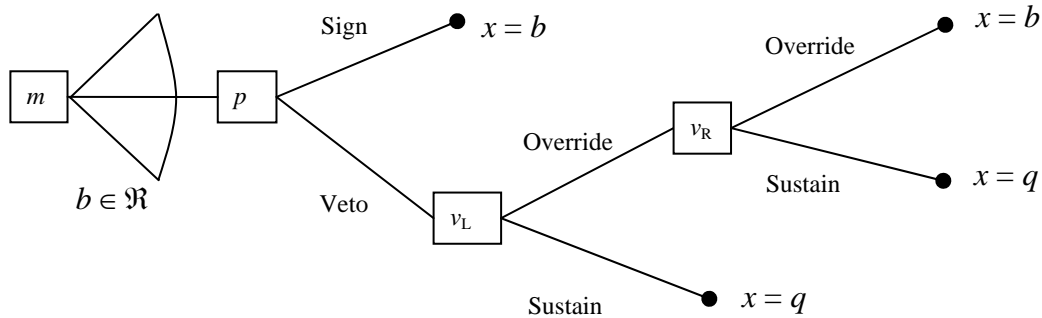 Sign
x = b
m
p
b ∈ ℜ
Veto
v_L
Override
Sustain
x = q
v_R
Override
x = b
Sustain
x = q